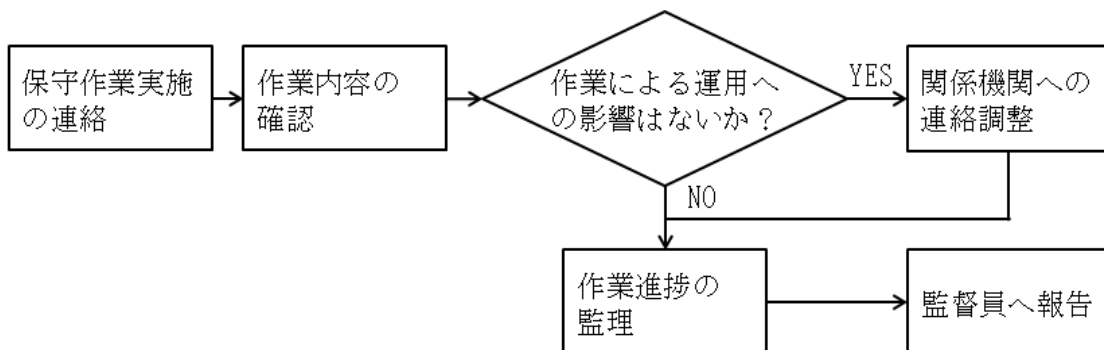 保守作業実施
の連絡
作業内容の
確認
作業による運用へ
の影響はないか？
YES
関係機関への
連絡調整
NO
作業進捗の
監理
監督員へ報告